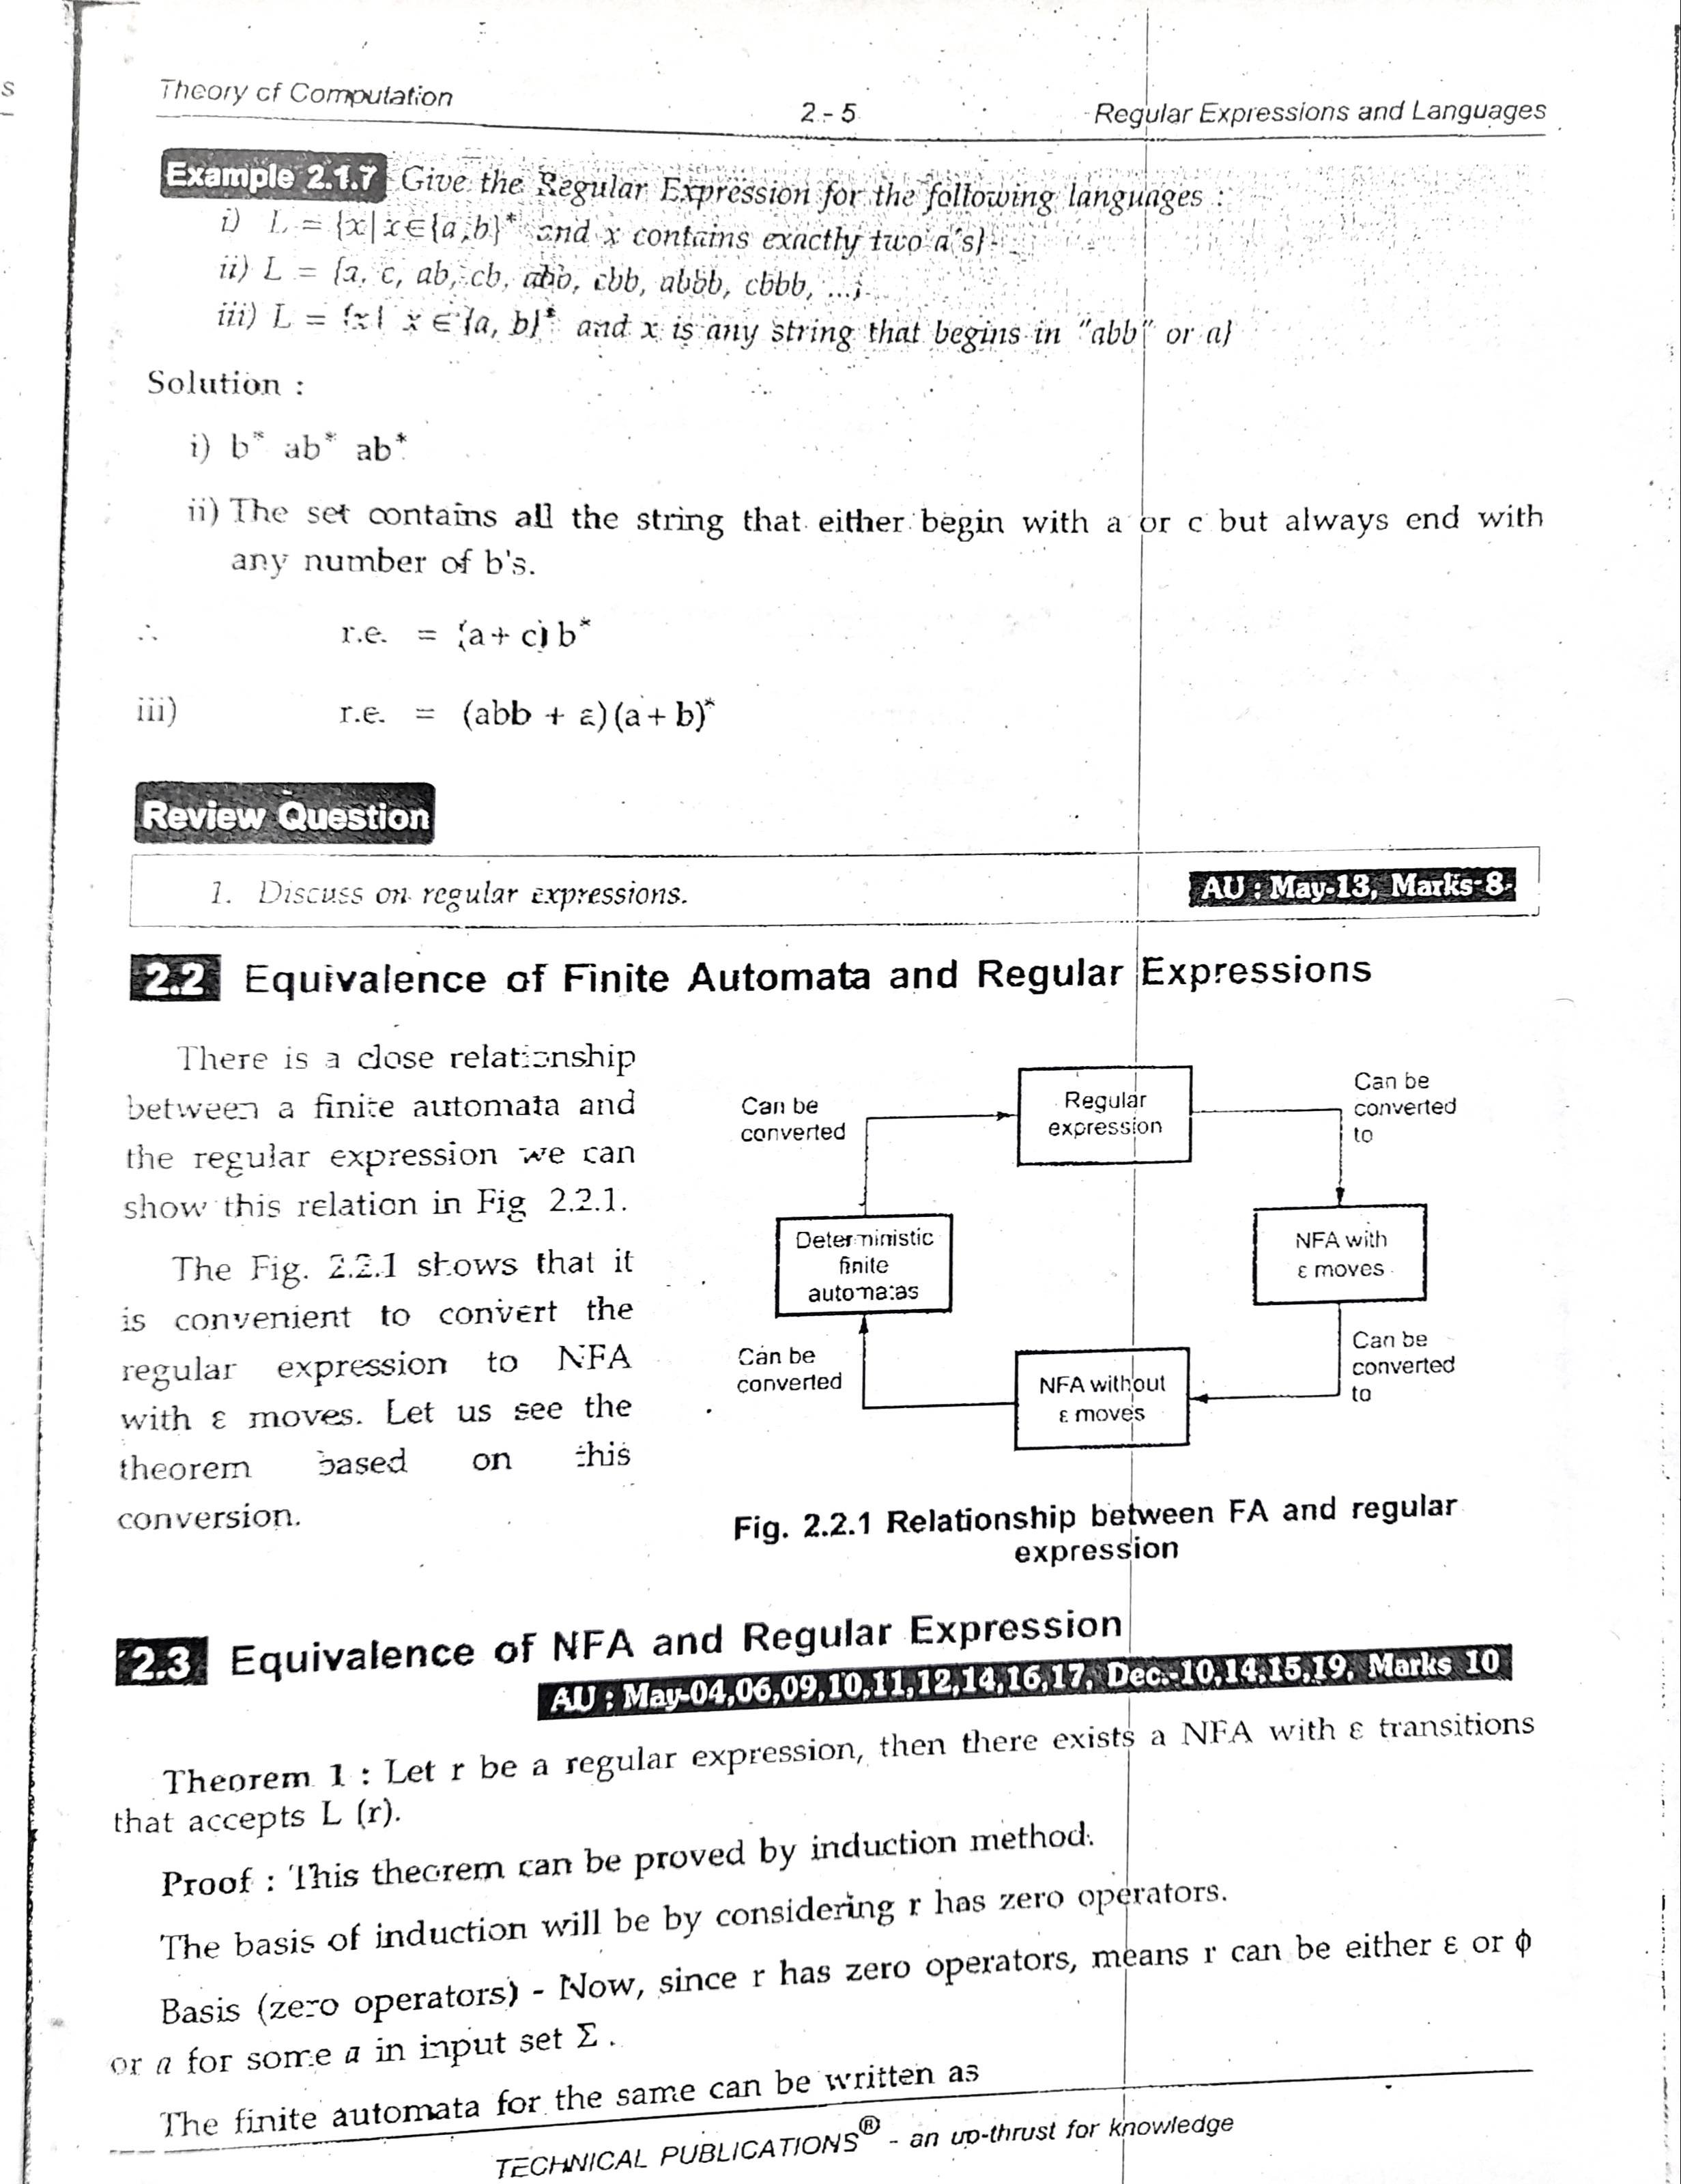 s
Theory of Computation
2 - 5
Regular Expressions and Languages
Example 2.1.7 Give the Regular Expression for the following languages :
i) L = {x|x∈{a,b}* and x contains exactly two a's}
ii) L = {a, c, ab, cb, abb, cbb, abbb, cbbb, ...}
iii) L = {x| x ∈ {a, b}* and x is any string that begins in "abb" or a}
Solution :
i) b* ab* ab*
ii) The set contains all the string that either begin with a or c but always end with
any number of b's.
∴ r.e. = (a + c) b*
iii) r.e. = (abb + a) (a + b)*
Review Question
1. Discuss on regular expressions.
AU : May-13, Marks-8
2.2 Equivalence of Finite Automata and Regular Expressions
There is a close relationship
between a finite automata and
the regular expression we can
show this relation in Fig 2.2.1.
The Fig. 2.2.1 shows that it
is convenient to convert the
regular expression to NFA
with ε moves. Let us see the
theorem based on this
conversion.
Can be
converted
Regular
expression
Can be
converted
to
Deterministic
finite
automatas
NFA with
ε moves
Can be
converted
NFA without
ε moves
Can be
converted
to
Fig. 2.2.1 Relationship between FA and regular
expression
2.3 Equivalence of NFA and Regular Expression
AU : May-04,06,09,10,11,12,14,16,17, Dec.-10,14,15,19, Marks 10
Theorem 1 : Let r be a regular expression, then there exists a NFA with ε transitions
that accepts L (r).
Proof : This theorem can be proved by induction method.
The basis of induction will be by considering r has zero operators.
Basis (zero operators) - Now, since r has zero operators, means r can be either ε or ϕ
or a for some a in input set Σ .
The finite automata for the same can be written as
TECHNICAL PUBLICATIONS® - an up-thrust for knowledge